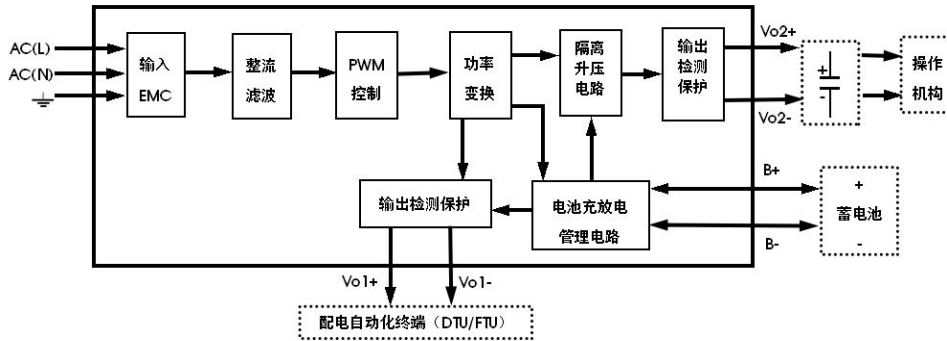 AC(L)
AC(N)
输入
EMC
整流
滤波
PWM
控制
功率
变换
隔离
升压
电路
输出
检测
保护
Vo2+
Vo2-
+
-
操作
机构
输出检测保护
电池充放电
管理电路
B+
B-
+
蓄电池
-
Vo1+
Vo1-
配电自动化终端（DTU/FTU）